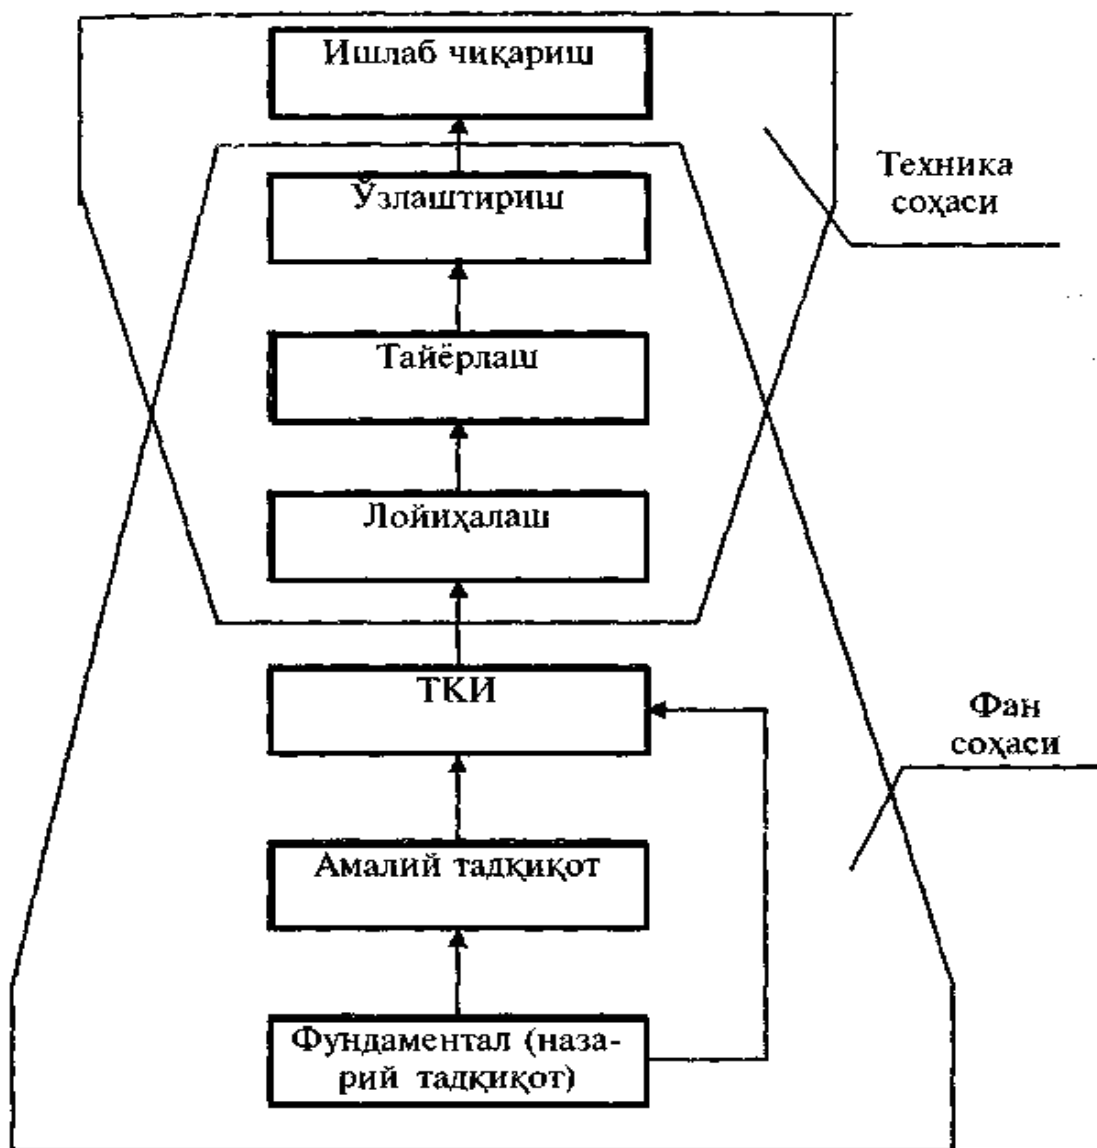 Ишлаб чиқариш
Ўзлаштириш
Техника
соҳаси
Тайёрлаш
Лойиҳалаш
ТКИ
Фан
соҳаси
Амалий тадқиқот
Фундаментал (наза-
рий тадқиқот)